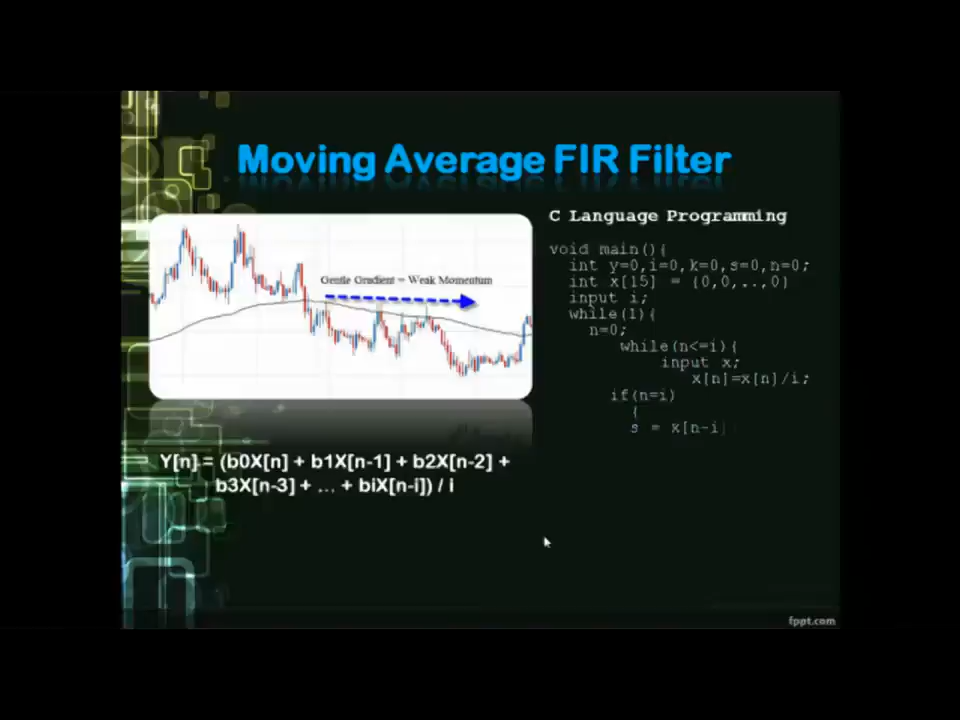 Moving Average FIR Filter
Gentle Gradient = Weak Momentum
Y[n] = (b0X[n] + b1X[n-1] + b2X[n-2] +
b3X[n-3] + … + biX[n-i]) / i
C Language Programming
void main(){
int y=0,i=0,k=0,s=0,n=0;
int x[15] = {0,0,..,0}
input i;
while(1){
n=0;
while(n<=i){
input x;
x[n]=x[n]/i;
if(n=i)
{
s = x[n-i]
fppt.com